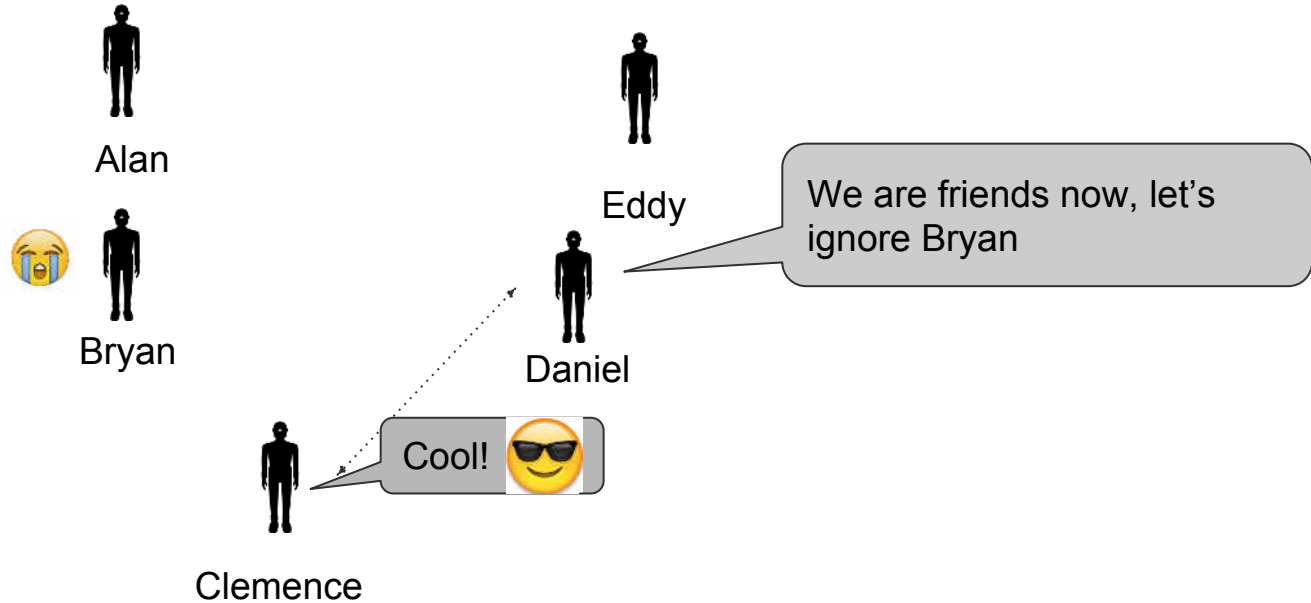 Alan
Eddy
We are friends now, let’s
ignore Bryan
Bryan
Daniel
Cool!
Clemence